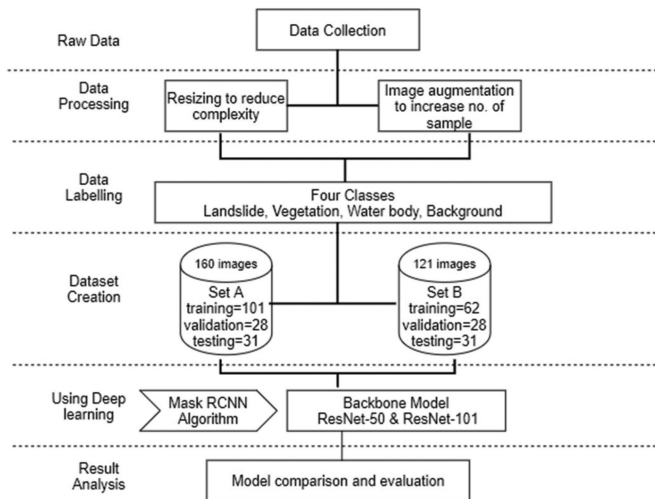 Raw Data
Data Collection
Data
Processing
Resizing to reduce
complexity
Image augmentation
to increase no. of
sample
Data
Labelling
Four Classes
Landslide, Vegetation, Water body, Background
Dataset
Creation
160 images
Set A
training=101
validation=28
testing=31
121 images
Set B
training=62
validation=28
testing=31
Using Deep
learning
Mask RCNN
Algorithm
Backbone Model
ResNet-50 & ResNet-101
Result
Analysis
Model comparison and evaluation